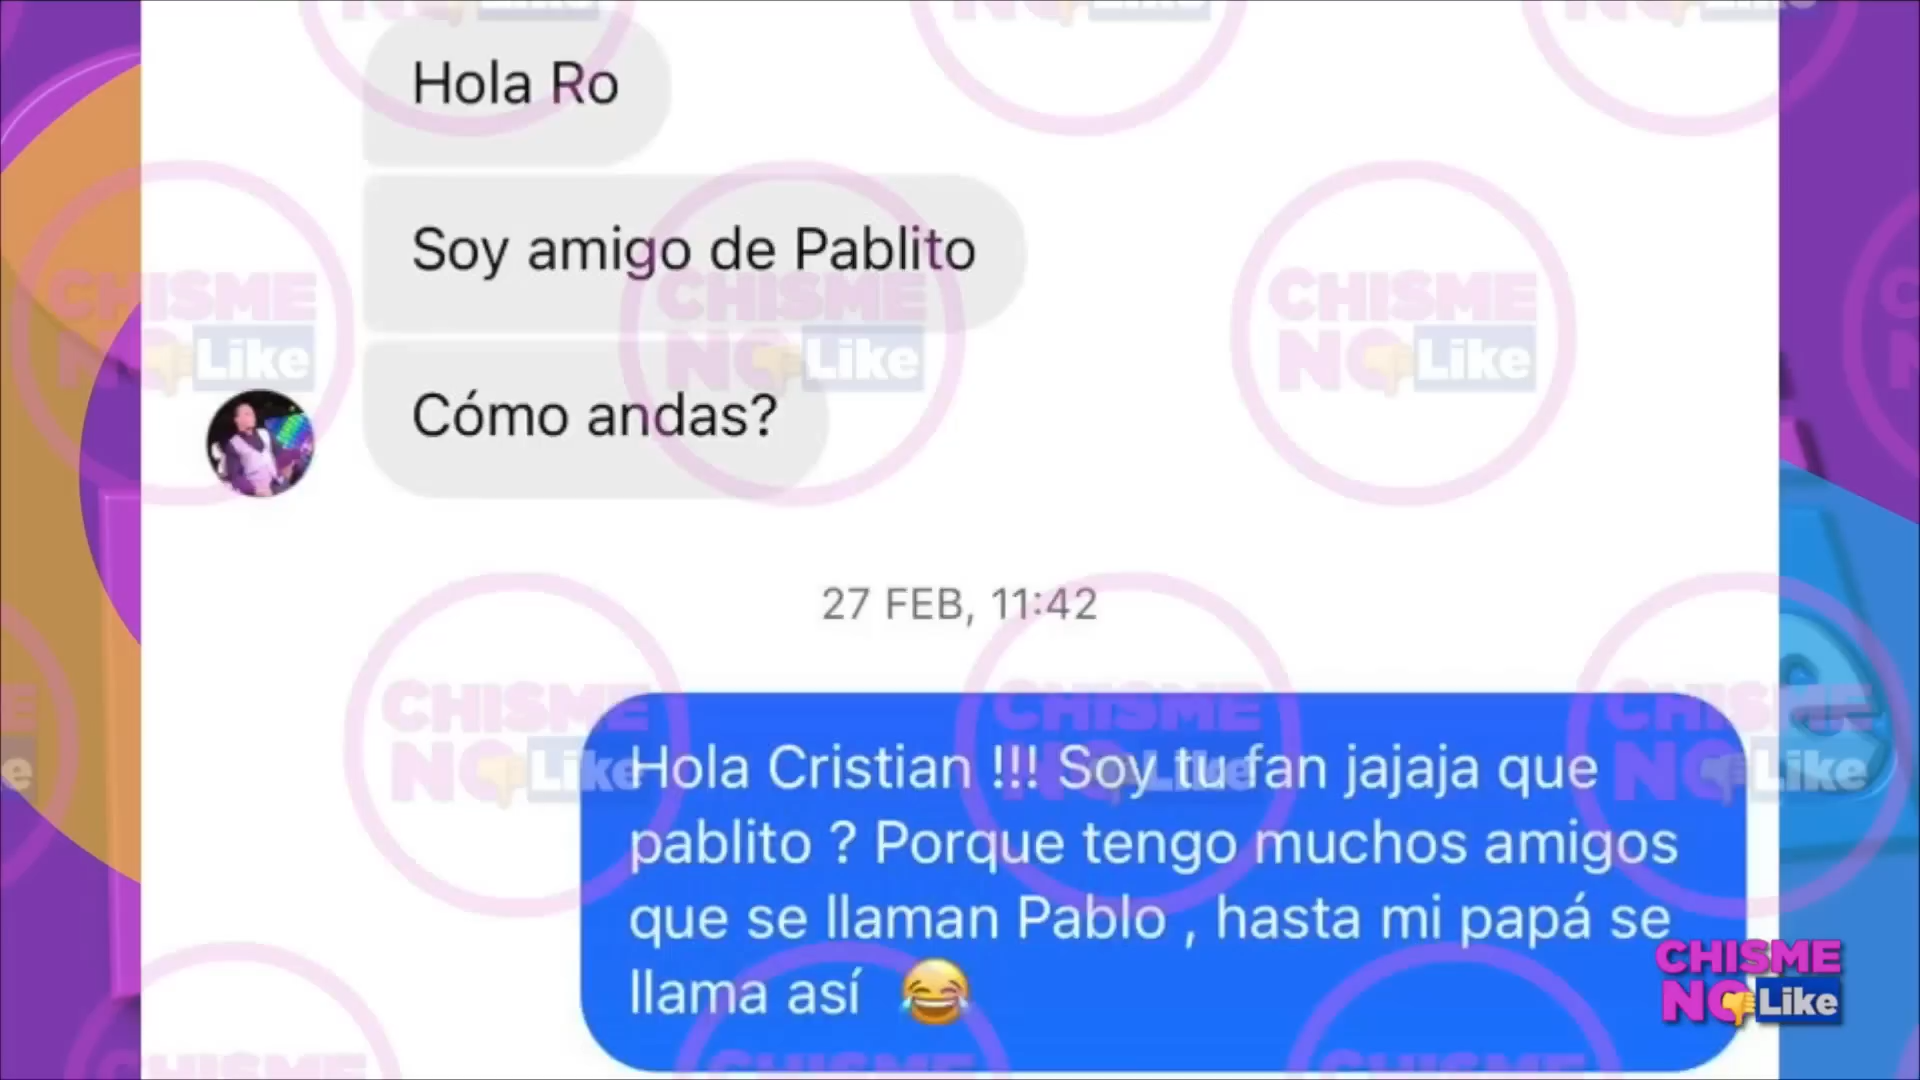 Hola Ro
Soy amigo de Pablito
Cómo andas?
27 FEB, 11:42
Hola Cristian !!! Soy tu fan jajaja que
pablito ? Porque tengo muchos amigos
que se llaman Pablo , hasta mi papá se
llama así 😂
CHISME
NO Like